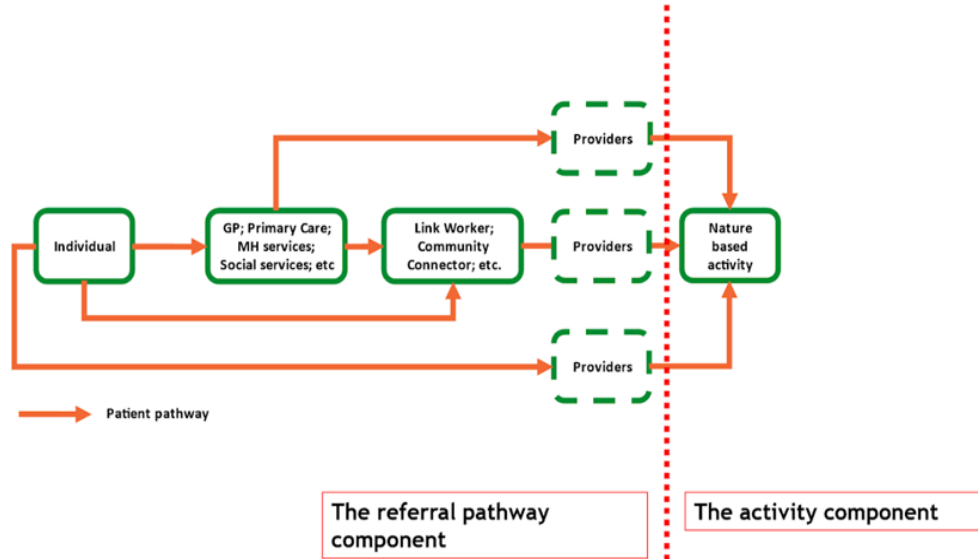 Providers
Individual
GP; Primary Care;
MH services;
Social services; etc
Link Worker;
Community
Connector; etc.
Providers
Nature
based
activity
Providers
Patient pathway
The referral pathway
component
The activity component